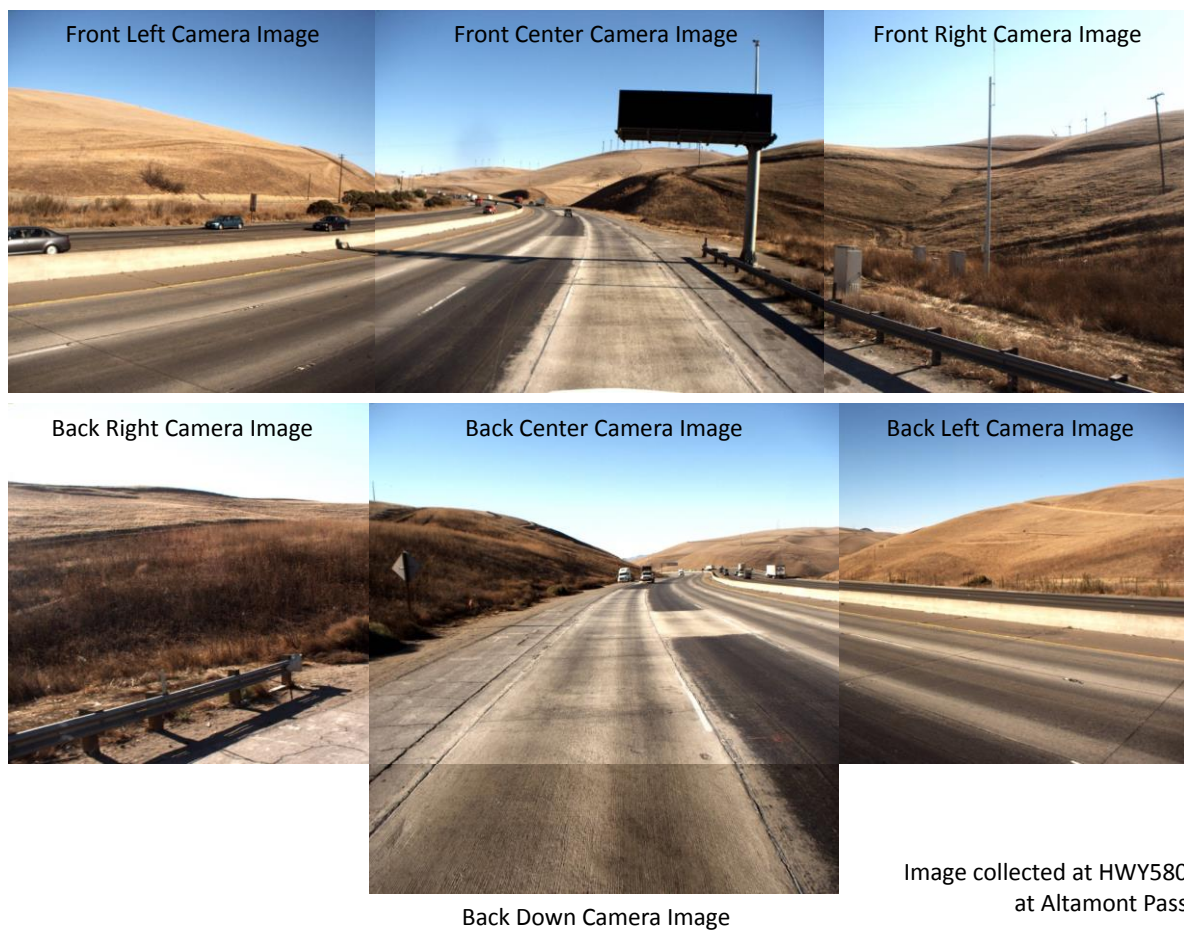 Front Left Camera Image
Front Center Camera Image
Front Right Camera Image
Back Right Camera Image
Back Center Camera Image
Back Left Camera Image
Image collected at HWY580
at Altamont Pass
Back Down Camera Image